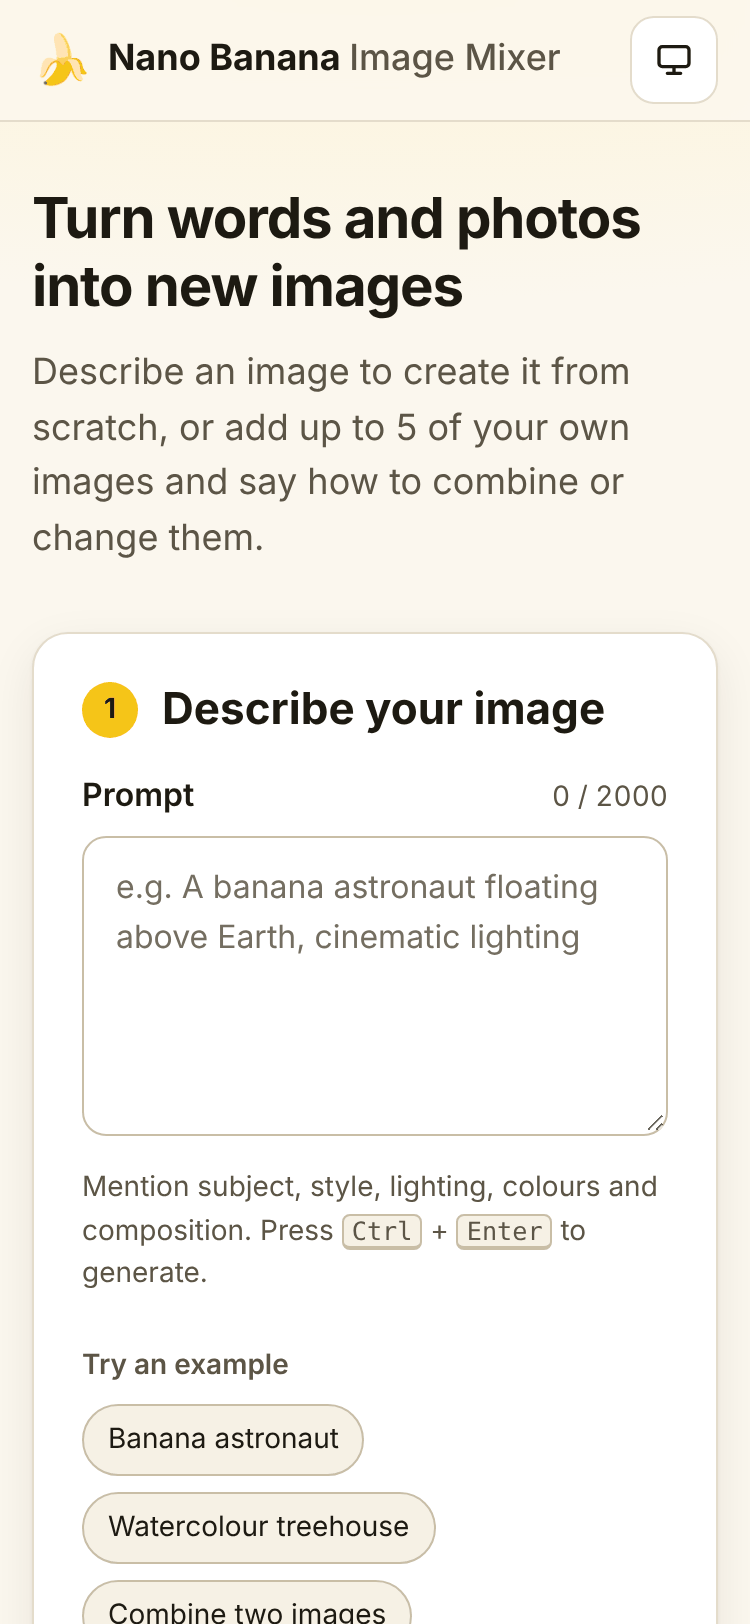 Nano Banana Image Mixer
Turn words and photos
into new images
Describe an image to create it from
scratch, or add up to 5 of your own
images and say how to combine or
change them.
1 Describe your image
Prompt 0 / 2000
e.g. A banana astronaut floating
above Earth, cinematic lighting
Mention subject, style, lighting, colours and
composition. Press Ctrl + Enter to
generate.
Try an example
Banana astronaut
Watercolour treehouse
Combine two images